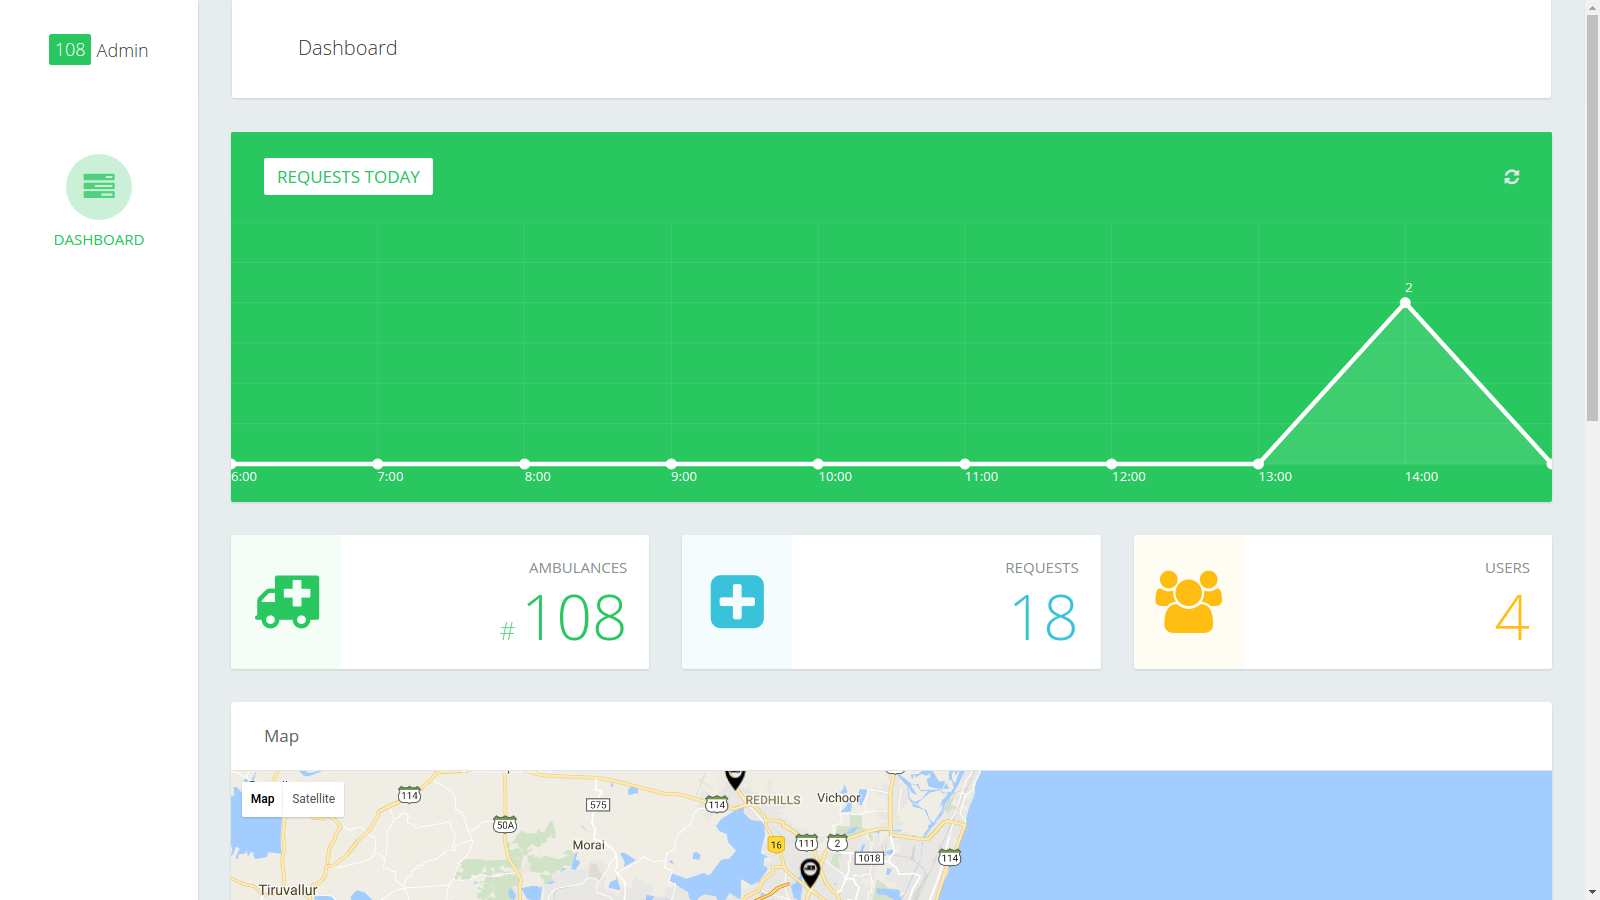 108 Admin
Dashboard
DASHBOARD
REQUESTS TODAY
2
6:00 7:00 8:00 9:00 10:00 11:00 12:00 13:00 14:00
AMBULANCES
# 108
REQUESTS
18
USERS
4
Map
Map Satellite
114
575
114
REDHILLS
Vichoor
50A
Morai
16
111
2
1018
114
Tiruvallur